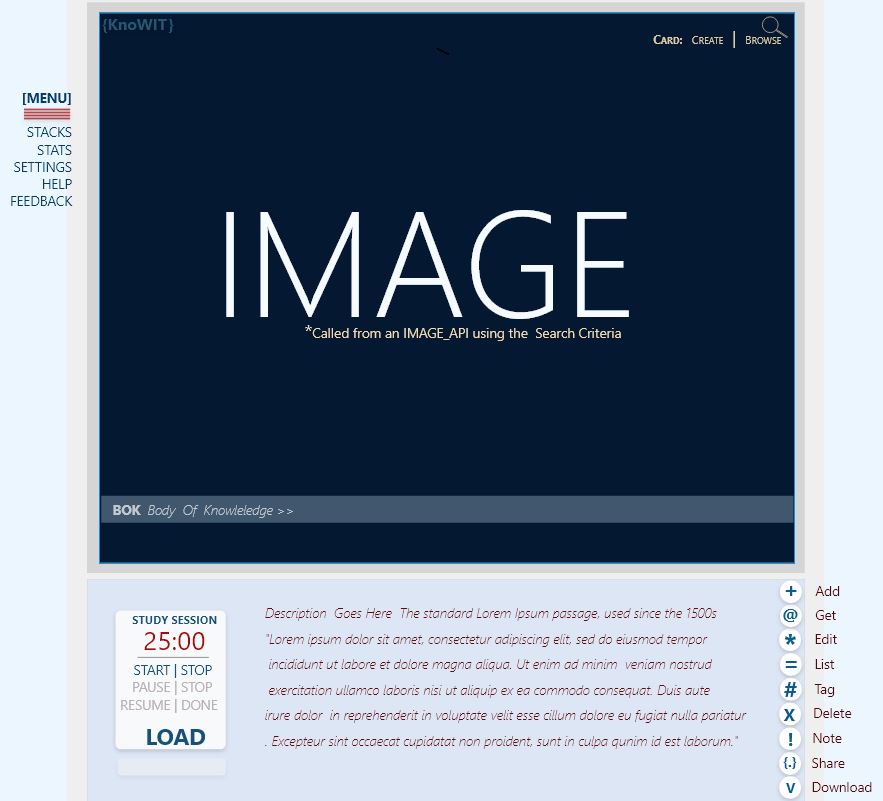 {KnoWIT}
CARD: CREATE | BROWSE
[MENU]
STACKS
STATS
SETTINGS
HELP
FEEDBACK
IMAGE
*Called from an IMAGE_API using the Search Criteria
BOK Body Of Knowleledge >>
STUDY SESSION
25:00
START | STOP
PAUSE | STOP
RESUME | DONE
LOAD
Description Goes Here The standard Lorem Ipsum passage, used since the 1500s
"Lorem ipsum dolor sit amet, consectetur adipiscing elit, sed do eiusmod tempor
incididunt ut labore et dolore magna aliqua. Ut enim ad minim veniam nostrud
exercitation ullamco laboris nisi ut aliquip ex ea commodo consequat. Duis aute
irure dolor in reprehenderit in voluptate velit esse cillum dolore eu fugiat nulla pariatur
. Excepteur sint occaecat cupidatat non proident, sunt in culpa qunim id est laborum."
+ Add
@ Get
* Edit
= List
# Tag
X Delete
! Note
{.} Share
V Download